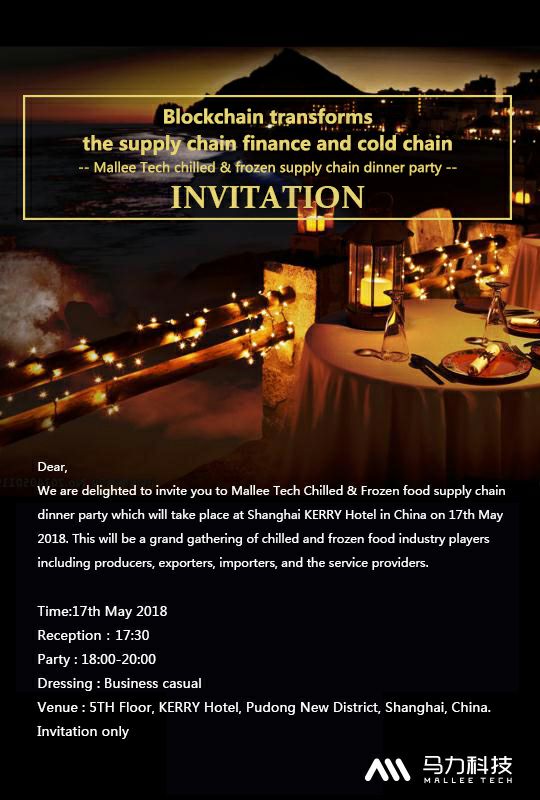 Blockchain transforms
the supply chain finance and cold chain
-- Mallee Tech chilled & frozen supply chain dinner party --
INVITATION
Dear,
We are delighted to invite you to Mallee Tech Chilled & Frozen food supply chain
dinner party which will take place at Shanghai KERRY Hotel in China on 17th May
2018. This will be a grand gathering of chilled and frozen food industry players
including producers, exporters, importers, and the service providers.
Time:17th May 2018
Reception : 17:30
Party : 18:00-20:00
Dressing : Business casual
Venue : 5TH Floor, KERRY Hotel, Pudong New District, Shanghai, China.
Invitation only
马力科技
MALLEE TECH